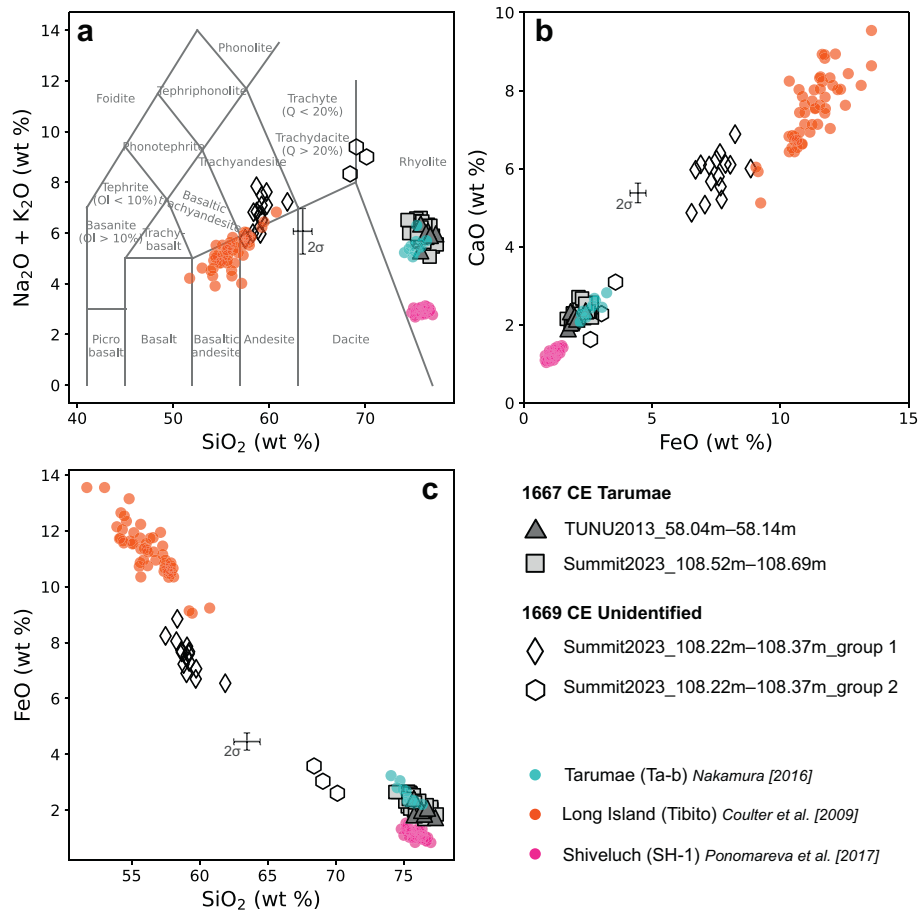 a
Na₂O + K₂O (wt %)
14
12
10
8
6
4
2
0
Phonolite
Foidite
Tephriphonolite
Trachyte
(Q < 20%)
Phonotephrite
Trachydacite
(Q > 20%)
Trachyandesite
Rhyolite
Tephrite
(Ol < 10%)
Basaltic
trachyandesite
Basanite
(Ol > 10%)
Trachy-
basalt
2σ
Picro
basalt
Basalt
Basaltic
andesite
Andesite
Dacite
40 50 60 70
SiO₂ (wt %)
b
CaO (wt %)
10
8
6
4
2
0
2σ
0 5 10 15
FeO (wt %)
c
FeO (wt %)
14
12
10
8
6
4
2
2σ
55 60 65 70 75
SiO₂ (wt %)
1667 CE Tarumae
TUNU2013_58.04m–58.14m
Summit2023_108.52m–108.69m
1669 CE Unidentified
Summit2023_108.22m–108.37m_group 1
Summit2023_108.22m–108.37m_group 2
Tarumae (Ta-b) Nakamura [2016]
Long Island (Tibito) Coulter et al. [2009]
Shiveluch (SH-1) Ponomareva et al. [2017]